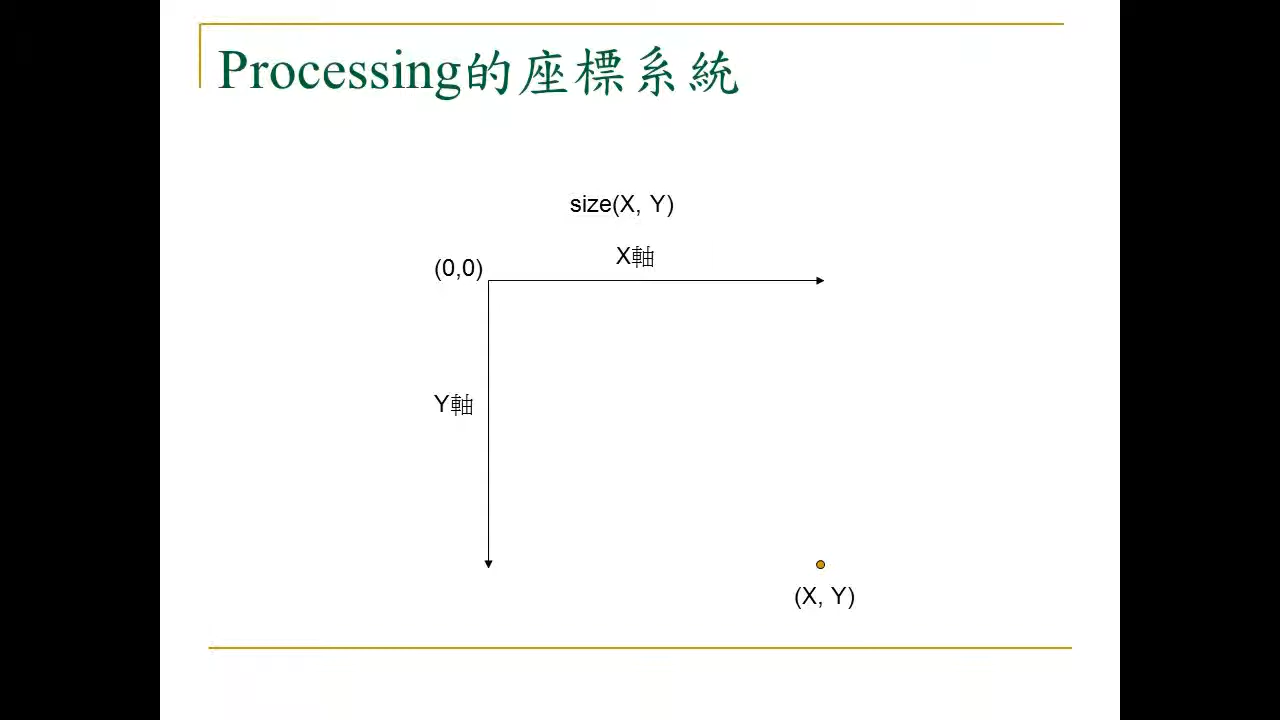 Processing的座標系統
size(X, Y)
X軸
(0,0)
Y軸
(X, Y)